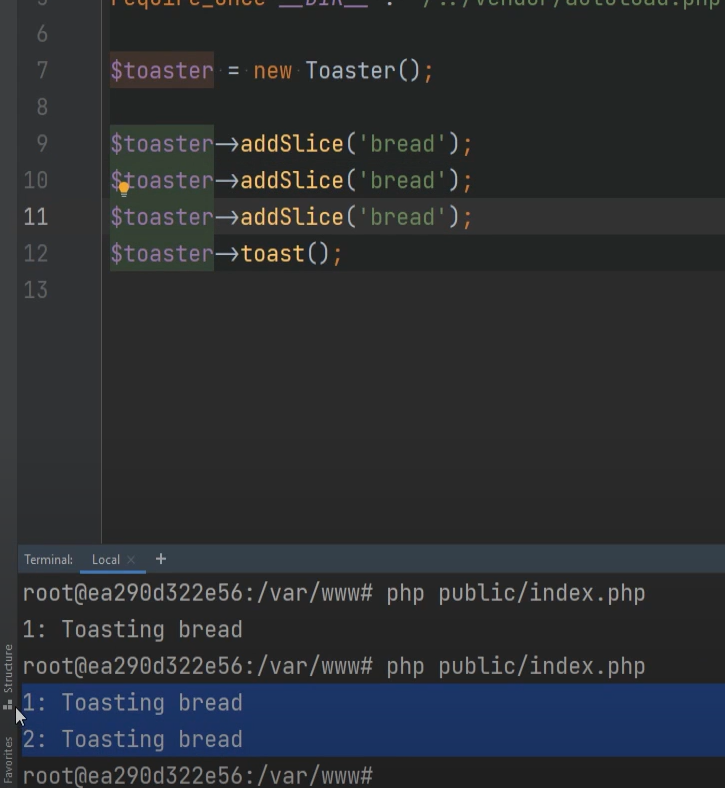 5 require_once __DIR__ . '/../vendor/autoload.php
6
7 $toaster = new Toaster();
8
9 $toaster->addSlice('bread');
10 $toaster->addSlice('bread');
11 $toaster->addSlice('bread');
12 $toaster->toast();
13
Terminal: Local × +
root@ea290d322e56:/var/www# php public/index.php
1: Toasting bread
root@ea290d322e56:/var/www# php public/index.php
1: Toasting bread
2: Toasting bread
root@ea290d322e56:/var/www#
Structure
Favorites